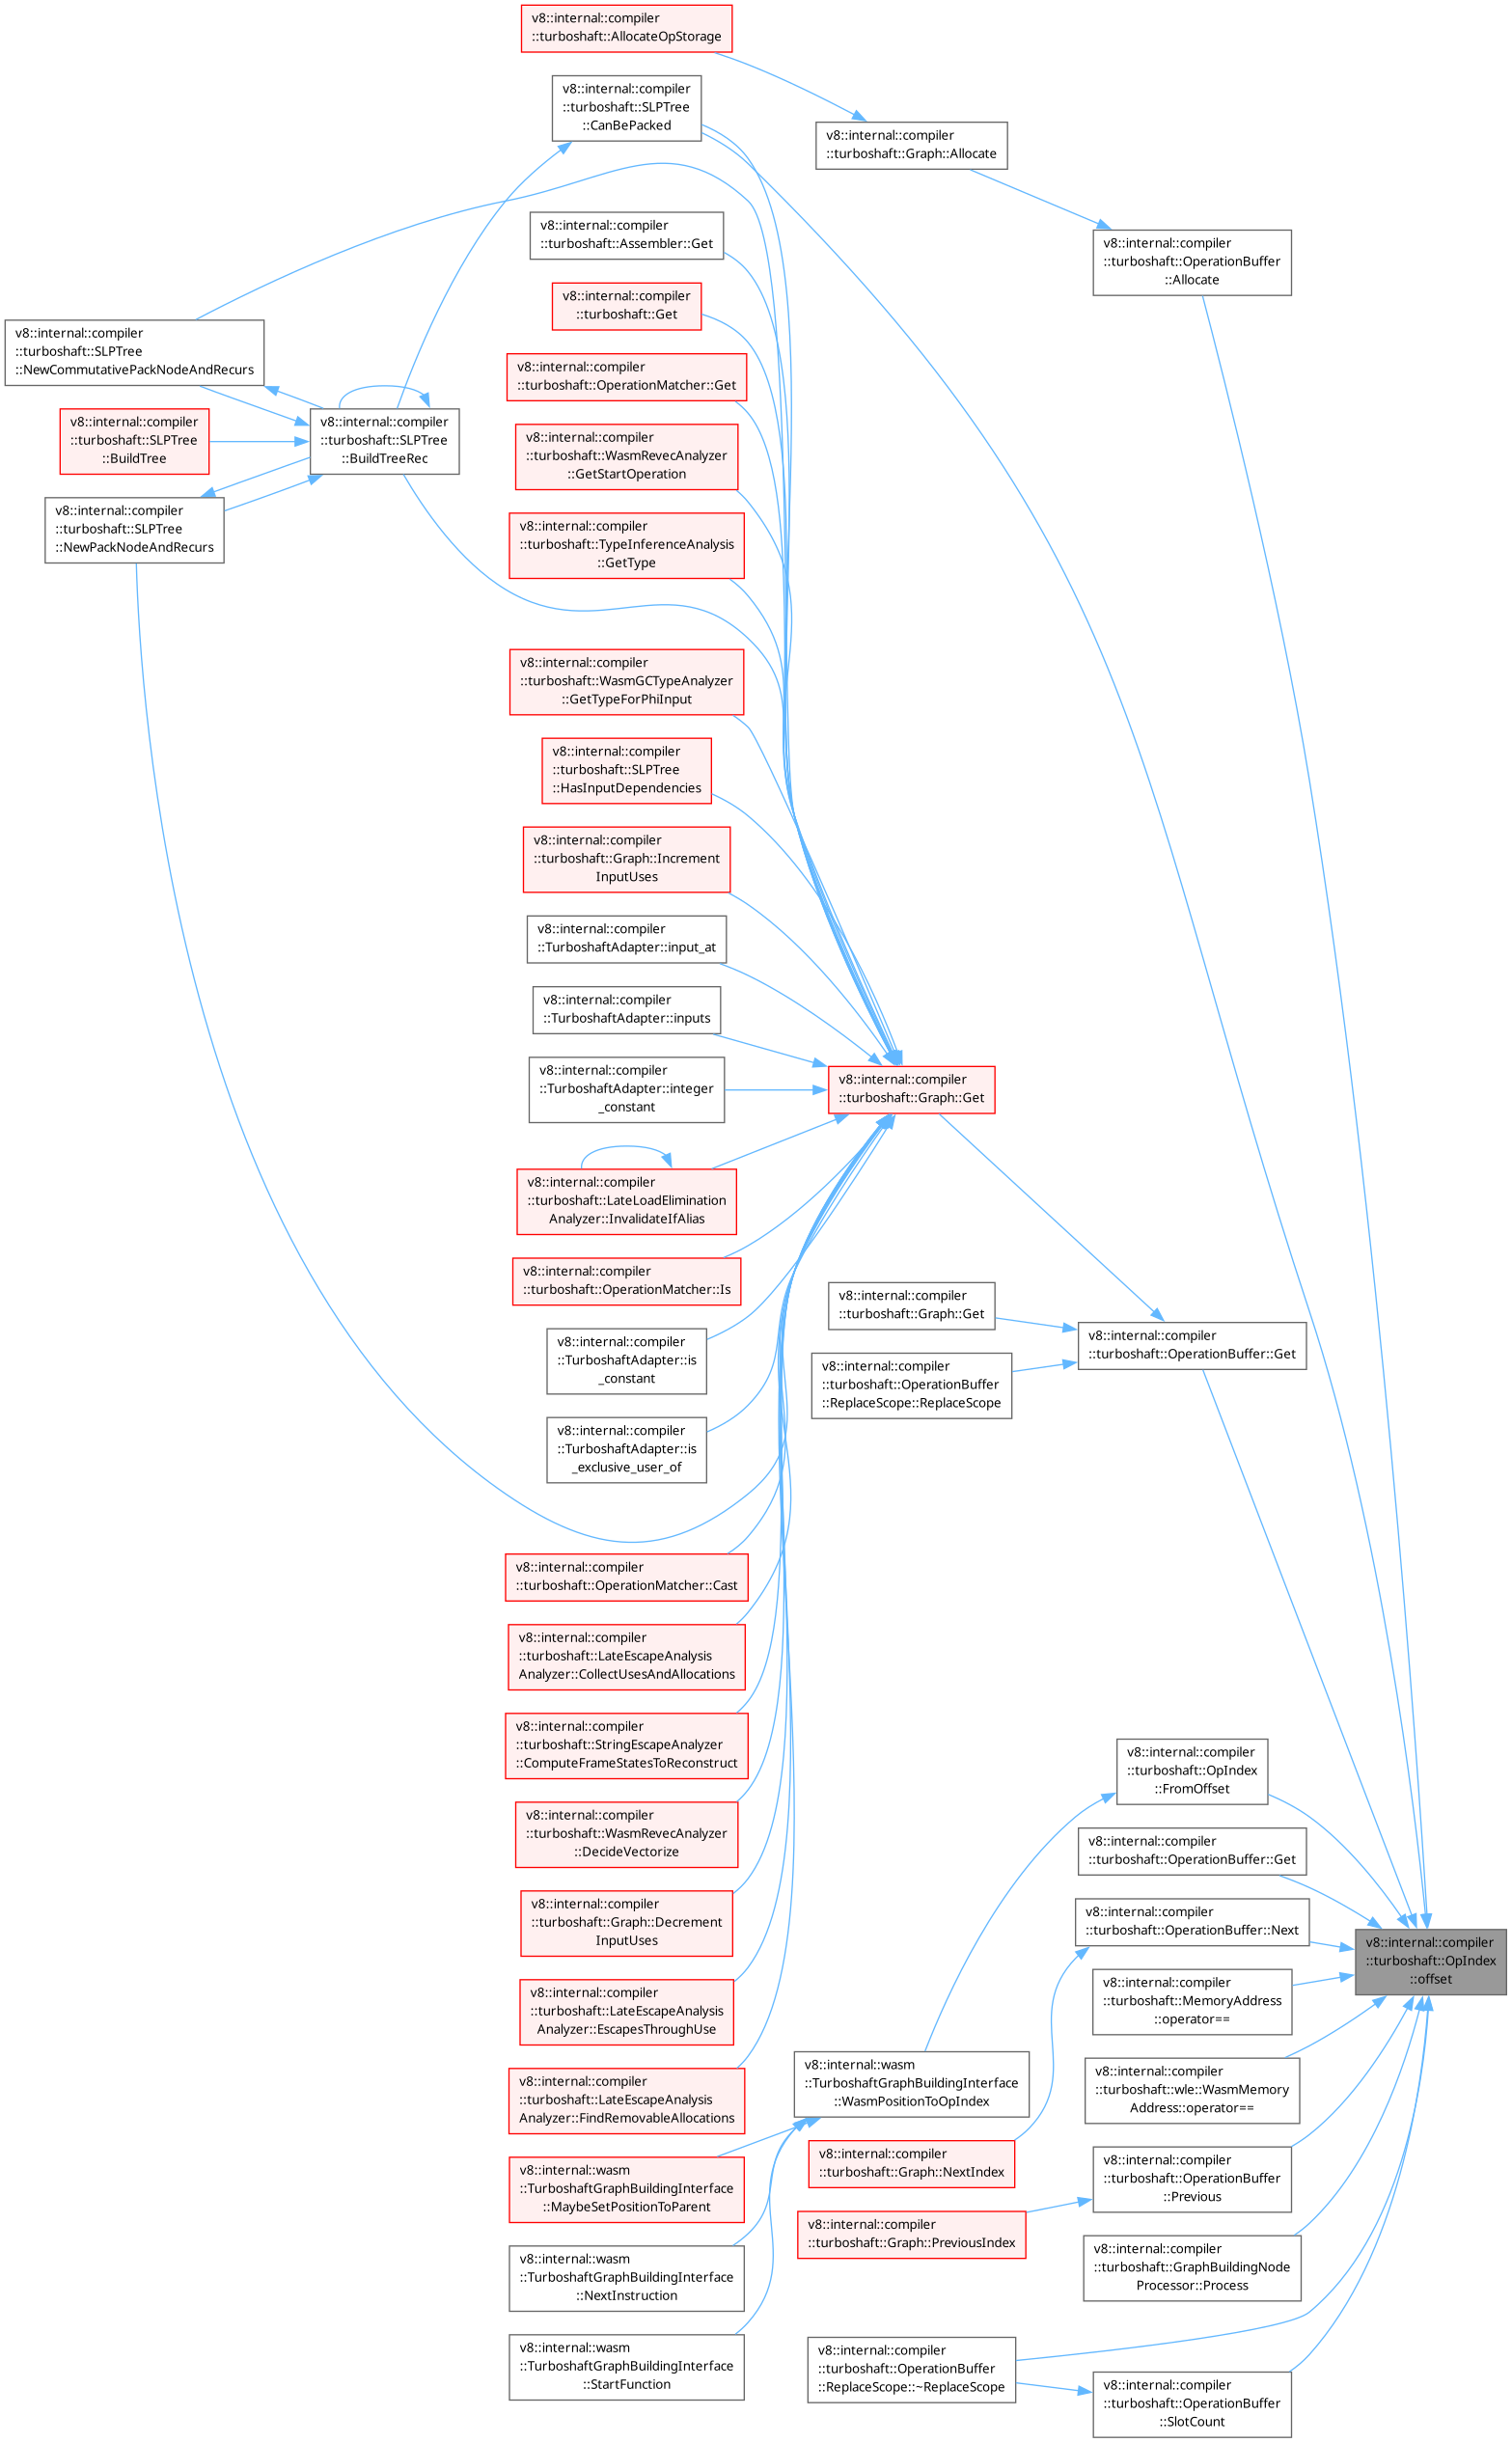 v8::internal::compiler
::turboshaft::AllocateOpStorage
v8::internal::compiler
::turboshaft::SLPTree
::CanBePacked
v8::internal::compiler
::turboshaft::Graph::Allocate
v8::internal::compiler
::turboshaft::Assembler::Get
v8::internal::compiler
::turboshaft::OperationBuffer
::Allocate
v8::internal::compiler
::turboshaft::Get
v8::internal::compiler
::turboshaft::SLPTree
::NewCommutativePackNodeAndRecurs
v8::internal::compiler
::turboshaft::OperationMatcher::Get
v8::internal::compiler
::turboshaft::SLPTree
::BuildTree
v8::internal::compiler
::turboshaft::SLPTree
::BuildTreeRec
v8::internal::compiler
::turboshaft::WasmRevecAnalyzer
::GetStartOperation
v8::internal::compiler
::turboshaft::SLPTree
::NewPackNodeAndRecurs
v8::internal::compiler
::turboshaft::TypeInferenceAnalysis
::GetType
v8::internal::compiler
::turboshaft::WasmGCTypeAnalyzer
::GetTypeForPhiInput
v8::internal::compiler
::turboshaft::SLPTree
::HasInputDependencies
v8::internal::compiler
::turboshaft::Graph::Increment
InputUses
v8::internal::compiler
::TurboshaftAdapter::input_at
v8::internal::compiler
::TurboshaftAdapter::inputs
v8::internal::compiler
::TurboshaftAdapter::integer
_constant
v8::internal::compiler
::turboshaft::Graph::Get
v8::internal::compiler
::turboshaft::LateLoadElimination
Analyzer::InvalidateIfAlias
v8::internal::compiler
::turboshaft::OperationMatcher::Is
v8::internal::compiler
::turboshaft::Graph::Get
v8::internal::compiler
::turboshaft::OperationBuffer::Get
v8::internal::compiler
::TurboshaftAdapter::is
_constant
v8::internal::compiler
::turboshaft::OperationBuffer
::ReplaceScope::ReplaceScope
v8::internal::compiler
::TurboshaftAdapter::is
_exclusive_user_of
v8::internal::compiler
::turboshaft::OperationMatcher::Cast
v8::internal::compiler
::turboshaft::LateEscapeAnalysis
Analyzer::CollectUsesAndAllocations
v8::internal::compiler
::turboshaft::StringEscapeAnalyzer
::ComputeFrameStatesToReconstruct
v8::internal::compiler
::turboshaft::OpIndex
::FromOffset
v8::internal::compiler
::turboshaft::WasmRevecAnalyzer
::DecideVectorize
v8::internal::compiler
::turboshaft::OperationBuffer::Get
v8::internal::compiler
::turboshaft::Graph::Decrement
InputUses
v8::internal::compiler
::turboshaft::OperationBuffer::Next
v8::internal::compiler
::turboshaft::OpIndex
::offset
v8::internal::compiler
::turboshaft::MemoryAddress
::operator==
v8::internal::compiler
::turboshaft::LateEscapeAnalysis
Analyzer::EscapesThroughUse
v8::internal::wasm
::TurboshaftGraphBuildingInterface
::WasmPositionToOpIndex
v8::internal::compiler
::turboshaft::wle::WasmMemory
Address::operator==
v8::internal::compiler
::turboshaft::LateEscapeAnalysis
Analyzer::FindRemovableAllocations
v8::internal::compiler
::turboshaft::Graph::NextIndex
v8::internal::compiler
::turboshaft::OperationBuffer
::Previous
v8::internal::wasm
::TurboshaftGraphBuildingInterface
::MaybeSetPositionToParent
v8::internal::compiler
::turboshaft::Graph::PreviousIndex
v8::internal::compiler
::turboshaft::GraphBuildingNode
Processor::Process
v8::internal::wasm
::TurboshaftGraphBuildingInterface
::NextInstruction
v8::internal::wasm
::TurboshaftGraphBuildingInterface
::StartFunction
v8::internal::compiler
::turboshaft::OperationBuffer
::ReplaceScope::~ReplaceScope
v8::internal::compiler
::turboshaft::OperationBuffer
::SlotCount